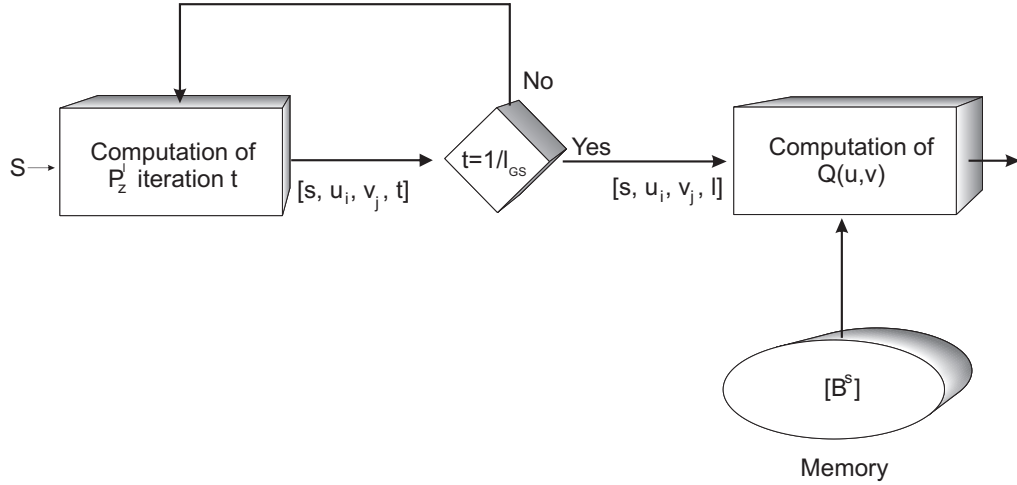 No
S
Computation of
P_z^l iteration t
[s, u_i, v_j, t]
t=1/I_GS
Yes
[s, u_i, v_j, l]
Computation of
Q(u,v)
[B^s]
Memory